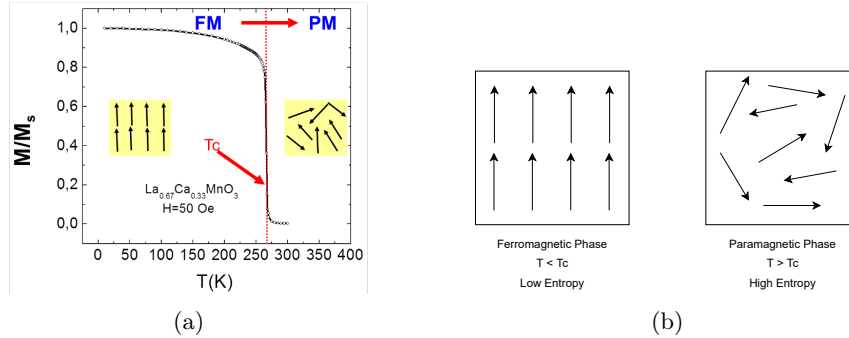 FM PM
1,0
0,8
0,6
0,4
0,2
0,0
M/Ms
Tc
La0.67Ca0.33MnO3
H=50 Oe
0 50 100 150 200 250 300 350 400
T(K)
(a)
Ferromagnetic Phase
T < Tc
Low Entropy
Paramagnetic Phase
T > Tc
High Entropy
(b)